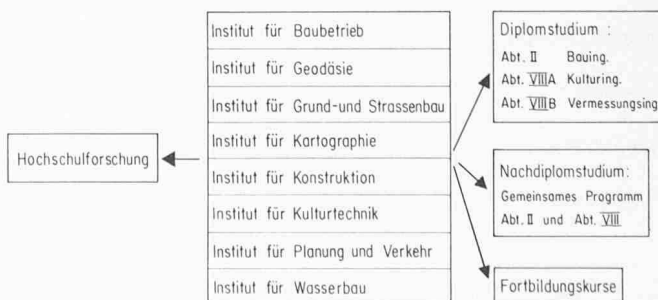 Hochschulforschung
Institut für Baubetrieb
Institut für Geodäsie
Institut für Grund-und Strassenbau
Institut für Kartographie
Institut für Konstruktion
Institut für Kulturtechnik
Institut für Planung und Verkehr
Institut für Wasserbau
Diplomstudium :
Abt. II Bauing.
Abt. VIIIA Kulturing.
Abt. VIIIB Vermessungsing
Nachdiplomstudium:
Gemeinsames Programm
Abt. II und Abt. VIII
Fortbildungskurse